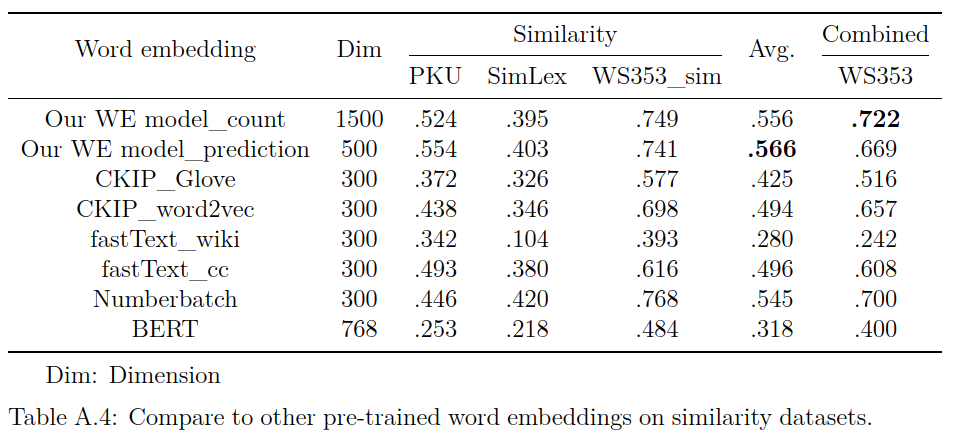 Word embedding Dim Similarity Avg. Combined
PKU SimLex WS353_sim WS353
Our WE model_count 1500 .524 .395 .749 .556 .722
Our WE model_prediction 500 .554 .403 .741 .566 .669
CKIP_Glove 300 .372 .326 .577 .425 .516
CKIP_word2vec 300 .438 .346 .698 .494 .657
fastText_wiki 300 .342 .104 .393 .280 .242
fastText_cc 300 .493 .380 .616 .496 .608
Numberbatch 300 .446 .420 .768 .545 .700
BERT 768 .253 .218 .484 .318 .400
Dim: Dimension
Table A.4: Compare to other pre-trained word embeddings on similarity datasets.